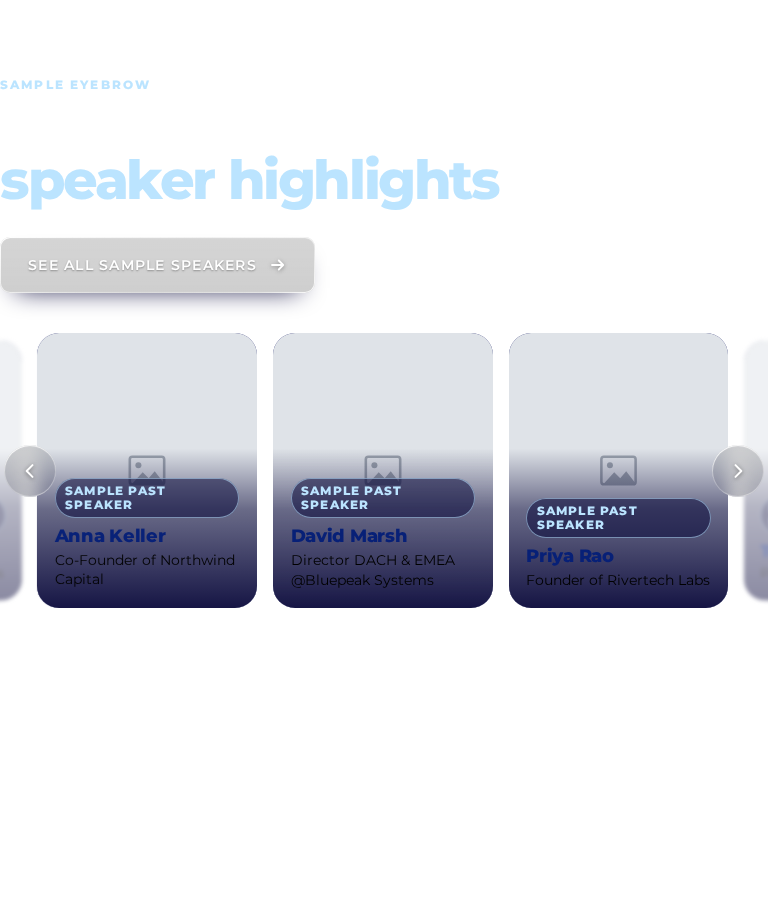 SAMPLE EYEBROW
speaker highlights
SEE ALL SAMPLE SPEAKERS
SAMPLE PAST
SPEAKER
Anna Keller
Co-Founder of Northwind
Capital
SAMPLE PAST
SPEAKER
David Marsh
Director DACH & EMEA
@Bluepeak Systems
SAMPLE PAST
SPEAKER
Priya Rao
Founder of Rivertech Labs